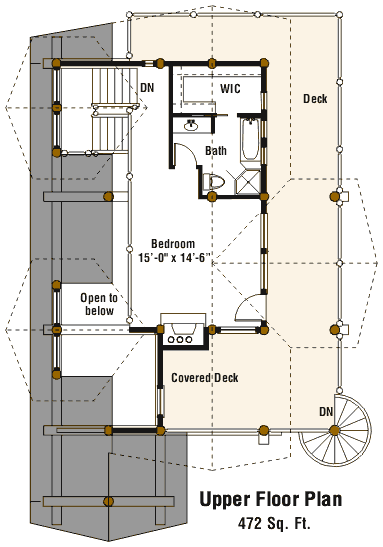 DN
WIC
Deck
Bath
Bedroom
15'-0" x 14'-6"
Open to
below
Covered Deck
DN
Upper Floor Plan
472 Sq. Ft.